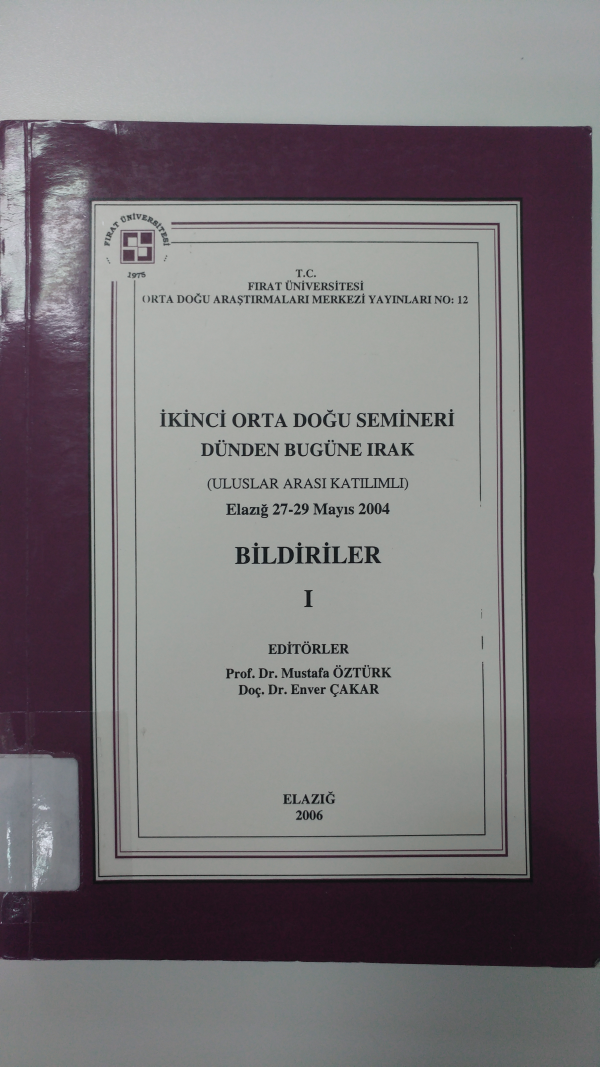 FIRAT ÜNİVERSİTESİ
1975
T.C.
FIRAT ÜNİVERSİTESİ
ORTA DOĞU ARAŞTIRMALARI MERKEZİ YAYINLARI NO: 12
İKİNCİ ORTA DOĞU SEMİNERİ
DÜNDEN BUGÜNE IRAK
(ULUSLAR ARASI KATILIMLI)
Elazığ 27-29 Mayıs 2004
BİLDİRİLER
I
EDİTÖRLER
Prof. Dr. Mustafa ÖZTÜRK
Doç. Dr. Enver ÇAKAR
ELAZIĞ
2006